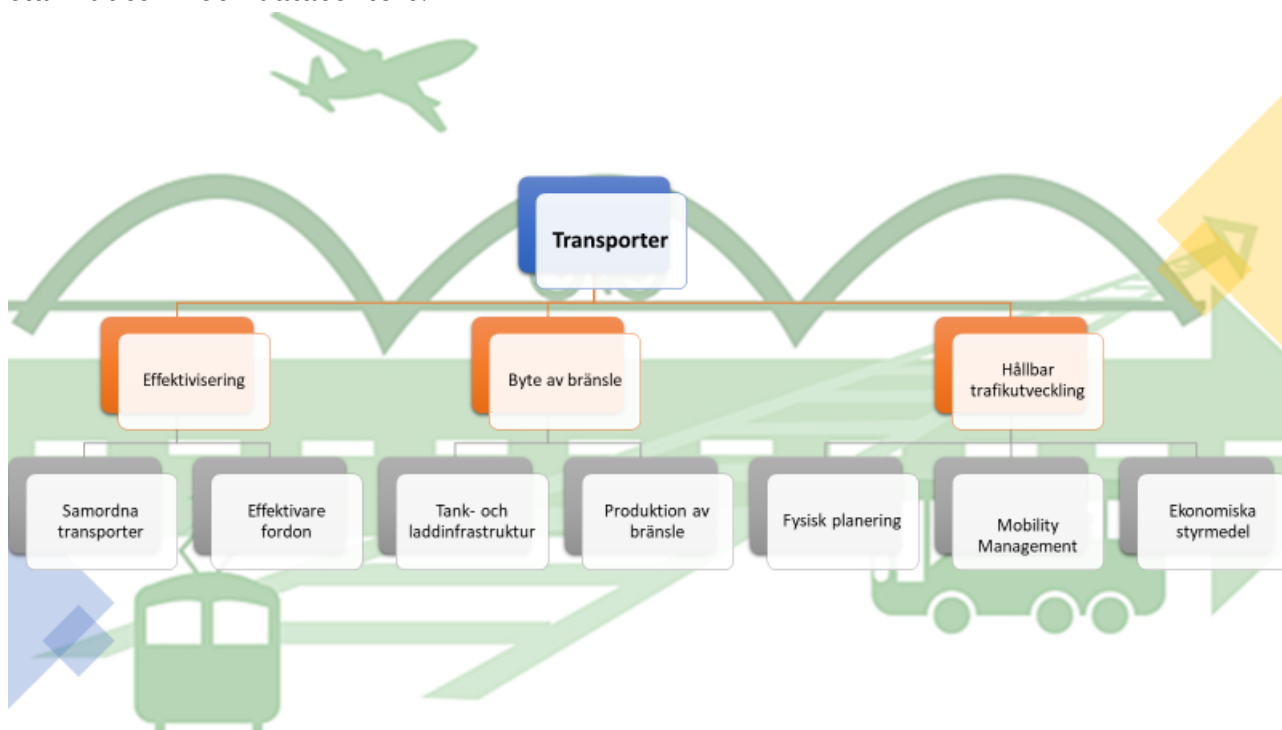 Transporter
Effektivisering
Byte av bränsle
Hållbar
trafikutveckling
Samordna
transporter
Effektivare
fordon
Tank- och
laddinfrastruktur
Produktion av
bränsle
Fysisk planering
Mobility
Management
Ekonomiska
styrmedel